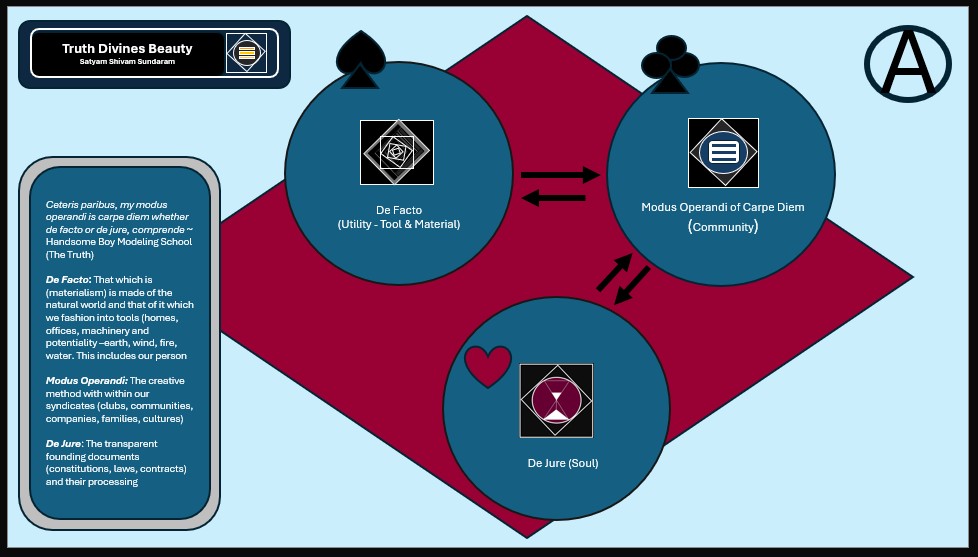 Truth Divines Beauty
Satyam Shivam Sundaram
A
De Facto
(Utility - Tool & Material)
Modus Operandi of Carpe Diem
(Community)
De Jure (Soul)
Ceteris paribus, my modus
operandi is carpe diem whether
de facto or de jure, comprende ~
Handsome Boy Modeling School
(The Truth)
De Facto: That which is
(materialism) is made of the
natural world and that of it which
we fashion into tools (homes,
offices, machinery and
potentiality –earth, wind, fire,
water. This includes our person
Modus Operandi: The creative
method with within our
syndicates (clubs, communities,
companies, families, cultures)
De Jure: The transparent
founding documents
(constitutions, laws, contracts)
and their processing